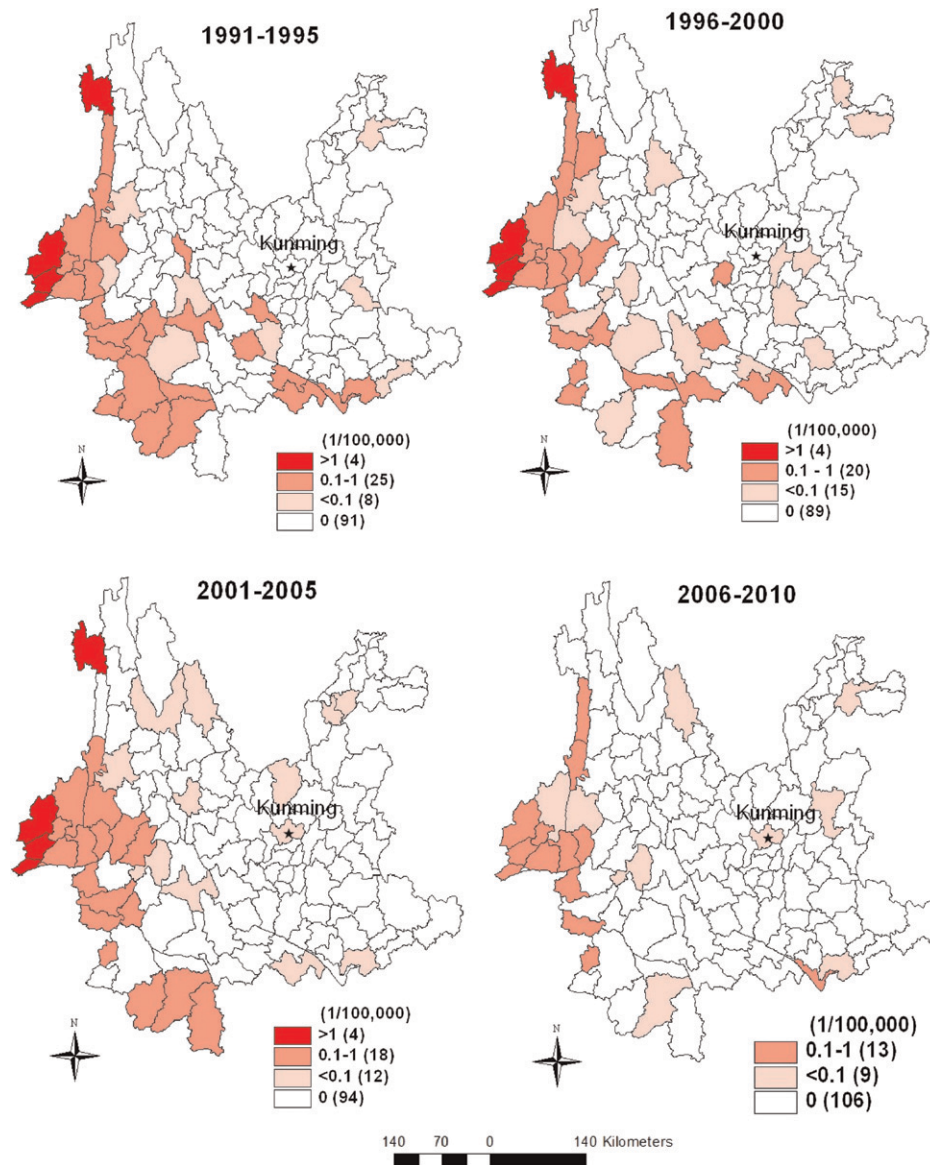 1991-1995
Kunming
N
(1/100,000)
>1 (4)
0.1-1 (25)
<0.1 (8)
0 (91)
1996-2000
Kunming
N
(1/100,000)
>1 (4)
0.1 - 1 (20)
<0.1 (15)
0 (89)
2001-2005
Kunming
N
(1/100,000)
>1 (4)
0.1-1 (18)
<0.1 (12)
0 (94)
2006-2010
Kunming
N
(1/100,000)
0.1-1 (13)
<0.1 (9)
0 (106)
140 70 0 140 Kilometers